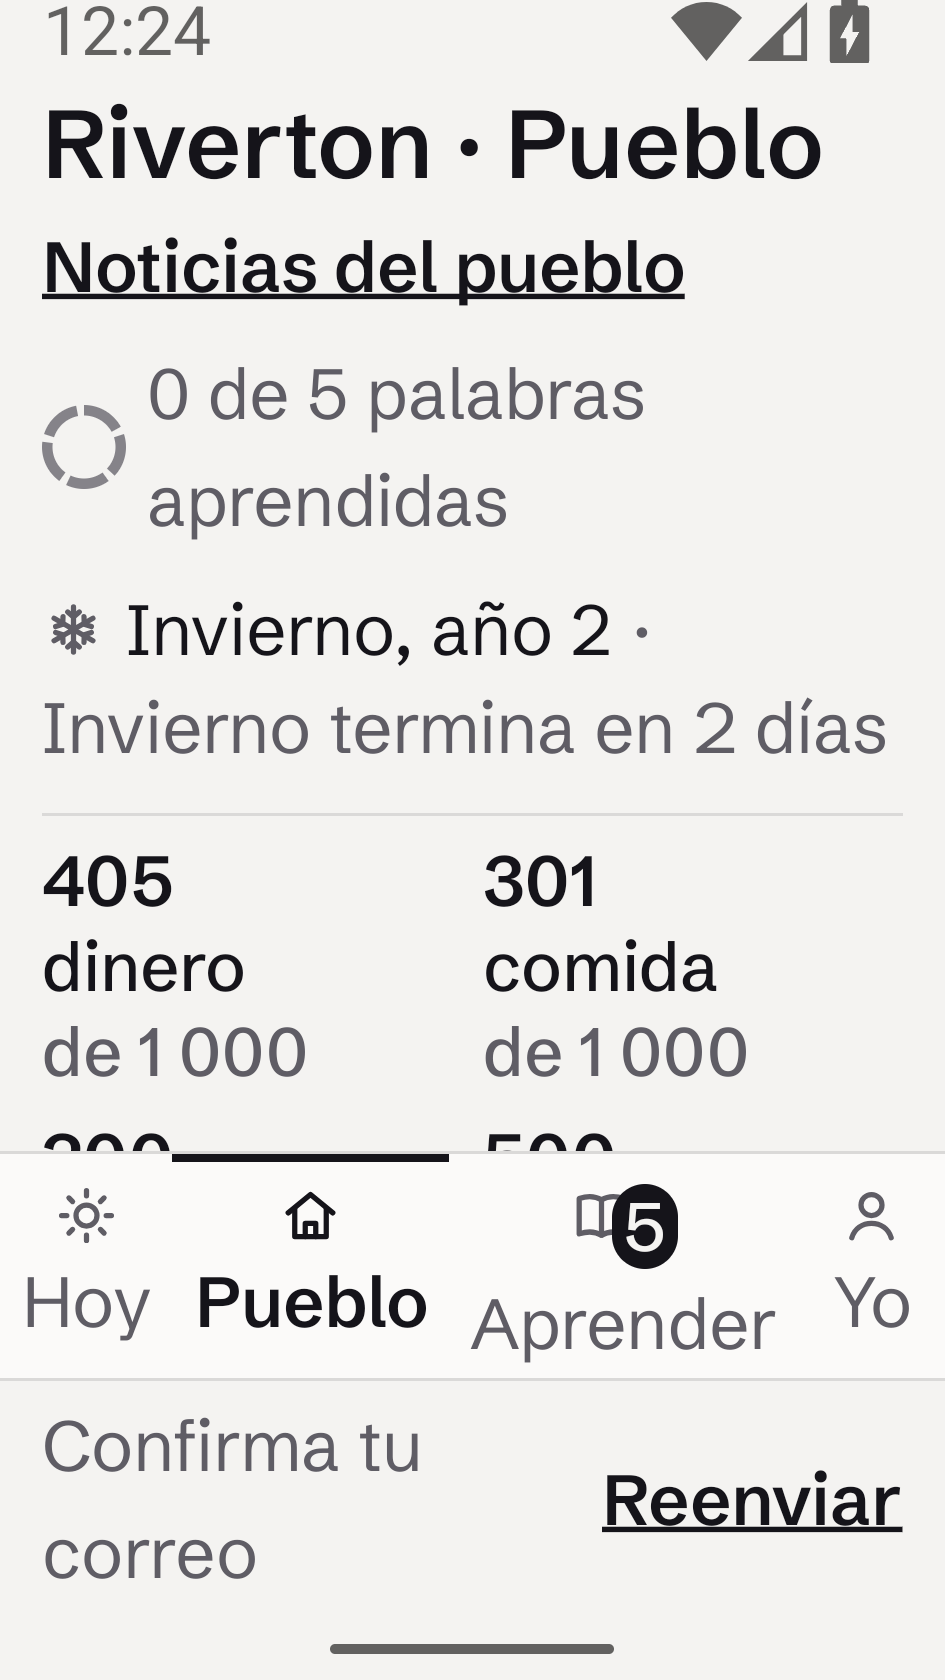 12:24
Riverton · Pueblo
Noticias del pueblo
0 de 5 palabras
aprendidas
Invierno, año 2 ·
Invierno termina en 2 días
405
301
dinero
comida
de 1 000
de 1 000
5
Hoy
Pueblo
Aprender
Yo
Confirma tu
correo
Reenviar